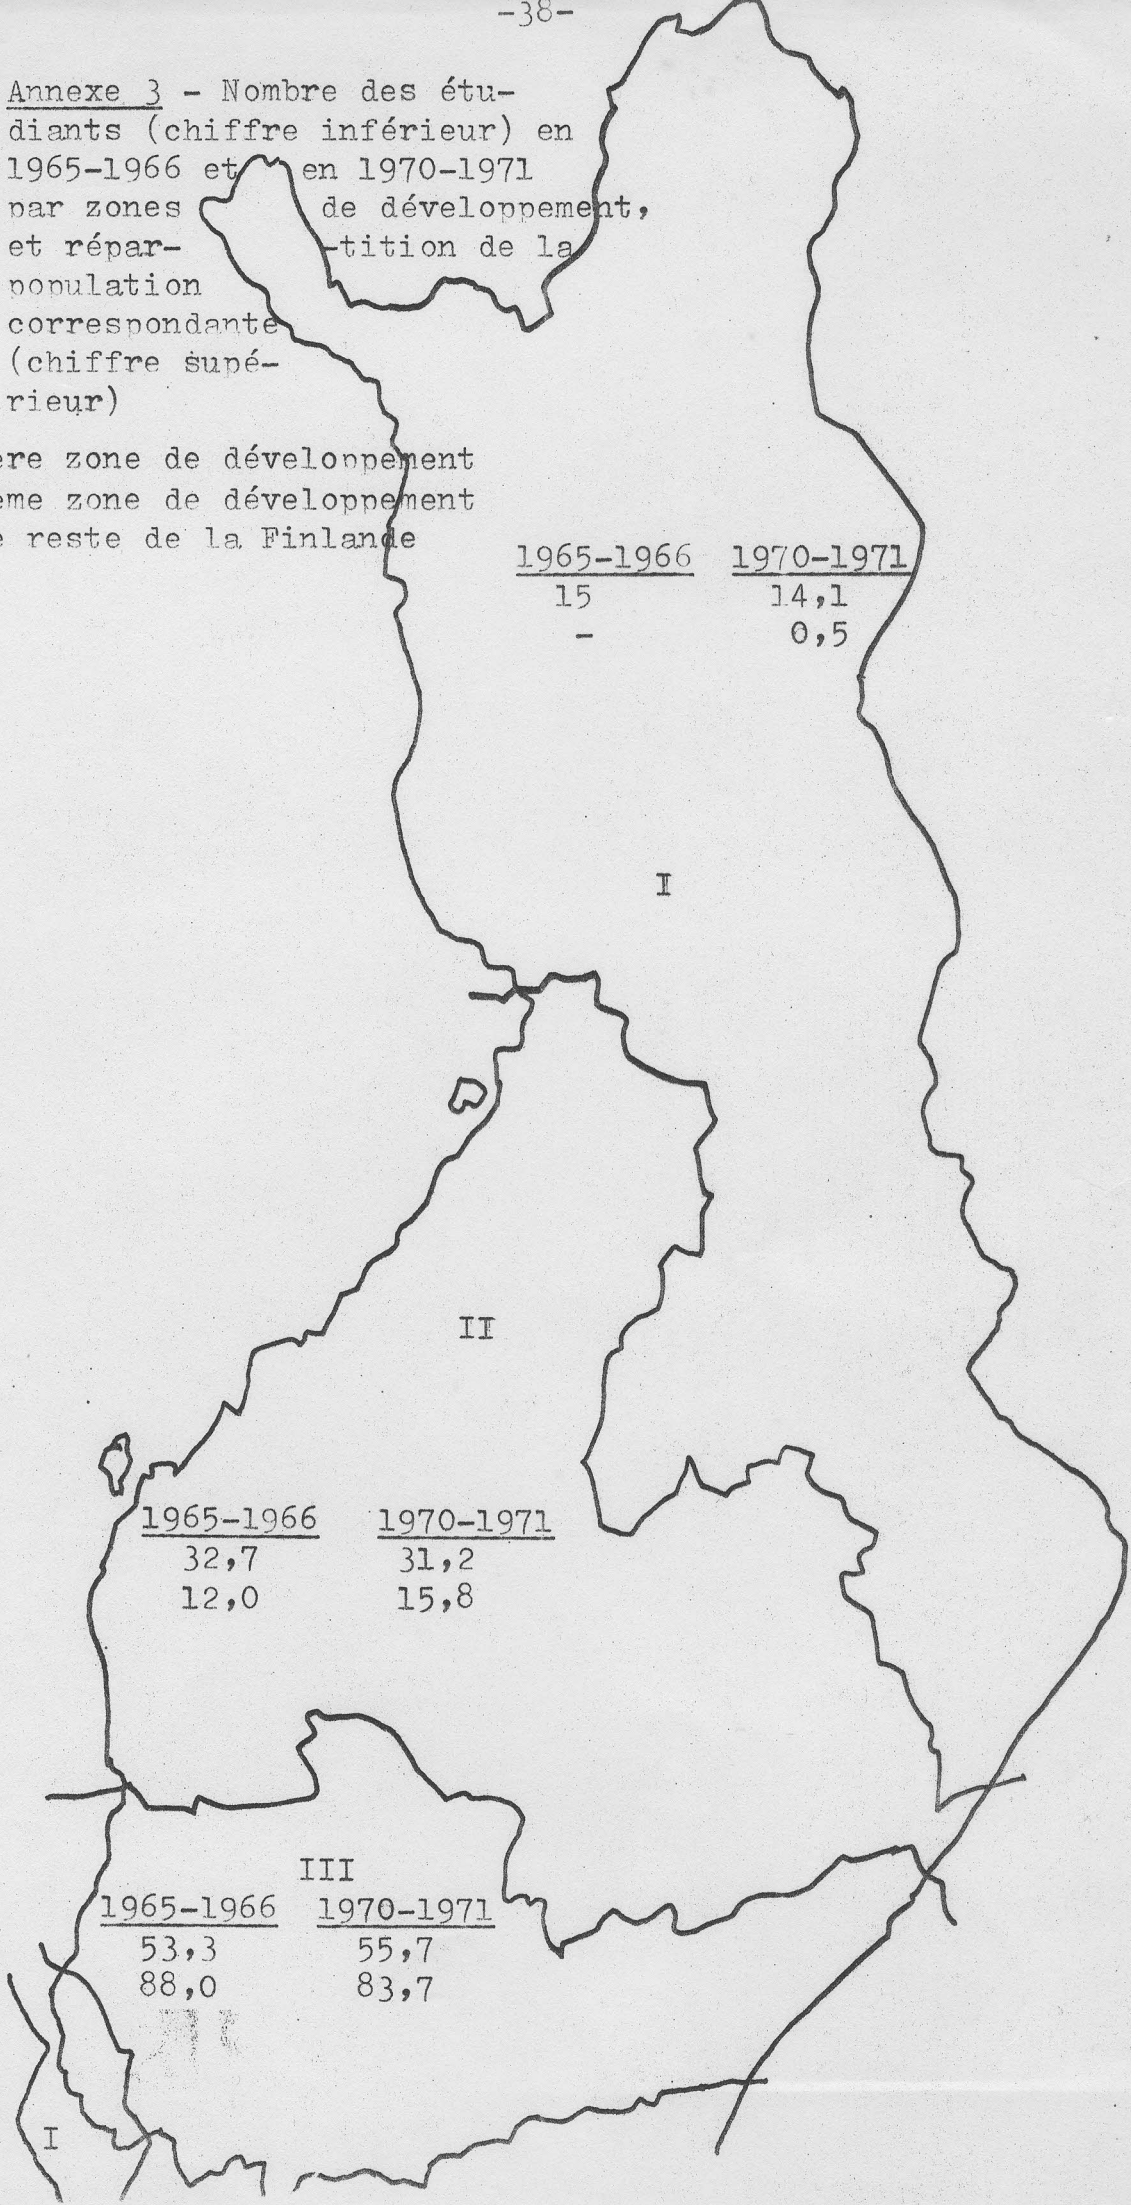 -38-
Annexe 3 - Nombre des étu-
diants (chiffre inférieur) en
1965-1966 et en 1970-1971
par zones de développement,
et répar- -tition de la
population
correspondante
(chiffre supé-
rieur)
ère zone de développement
ème zone de développement
e reste de la Finlande
1965-1966 1970-1971
15 14,1
- 0,5
I
II
1965-1966 1970-1971
32,7 31,2
12,0 15,8
III
1965-1966 1970-1971
53,3 55,7
88,0 83,7
I